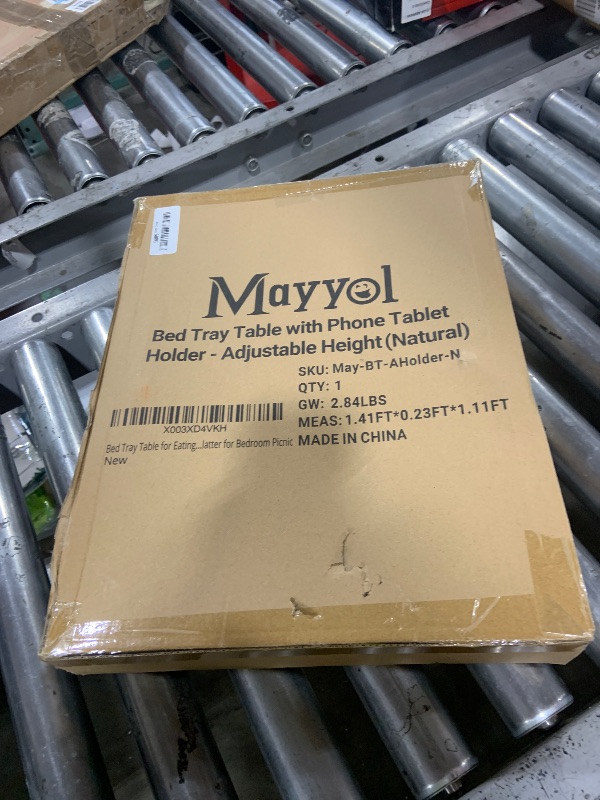 Mayyol
Bed Tray Table with Phone Tablet
Holder - Adjustable Height (Natural)
SKU: May-BT-AHolder-N
QTY: 1
GW: 2.84LBS
MEAS: 1.41FT*0.23FT*1.11FT
MADE IN CHINA
X003XD4VKH
Bed Tray Table for Eating...latter for Bedroom Picnic
New